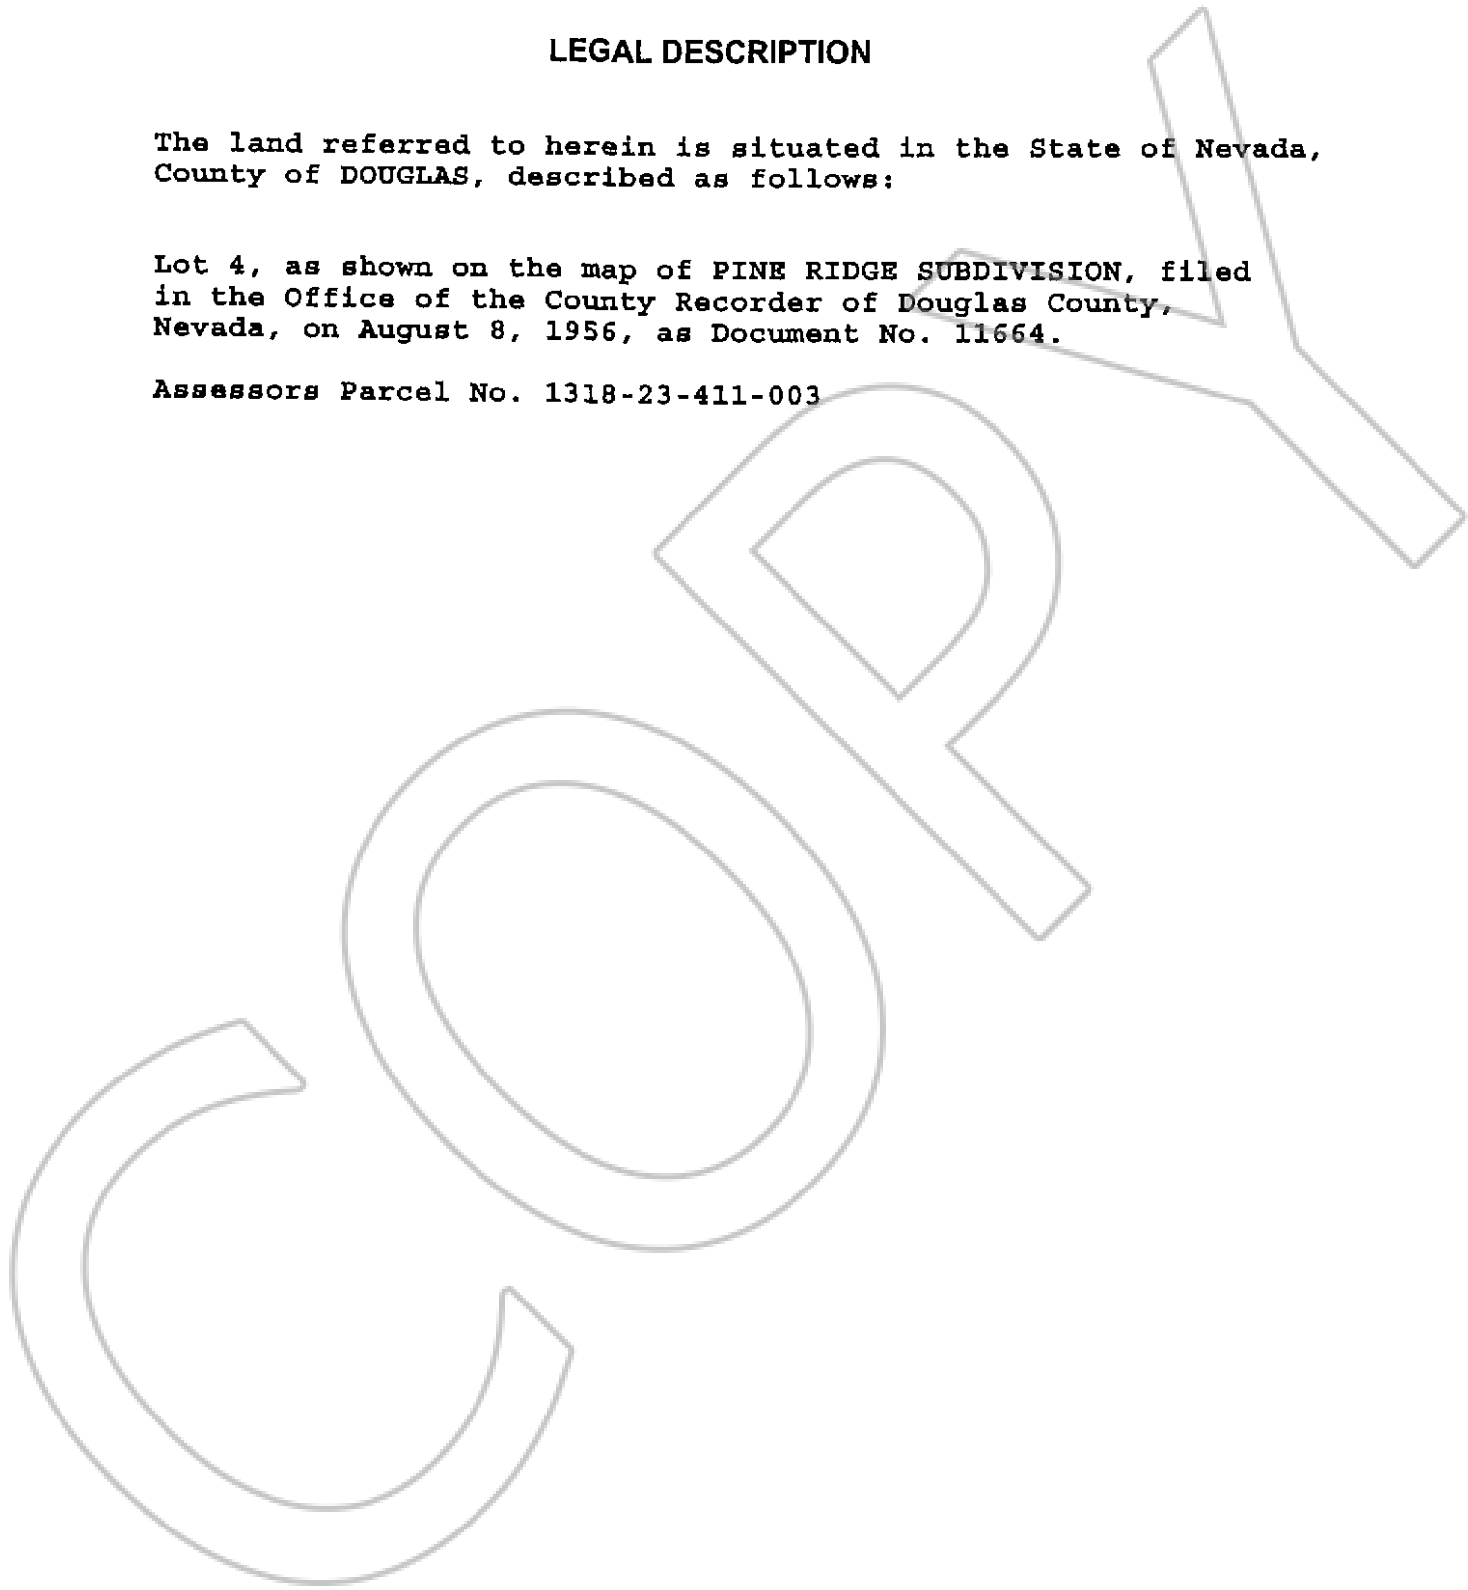 LEGAL DESCRIPTION
The land referred to herein is situated in the State of Nevada,
County of DOUGLAS, described as follows:
Lot 4, as shown on the map of PINE RIDGE SUBDIVISION, filed
in the Office of the County Recorder of Douglas County,
Nevada, on August 8, 1956, as Document No. 11664.
Assessors Parcel No. 1318-23-411-003
COPY